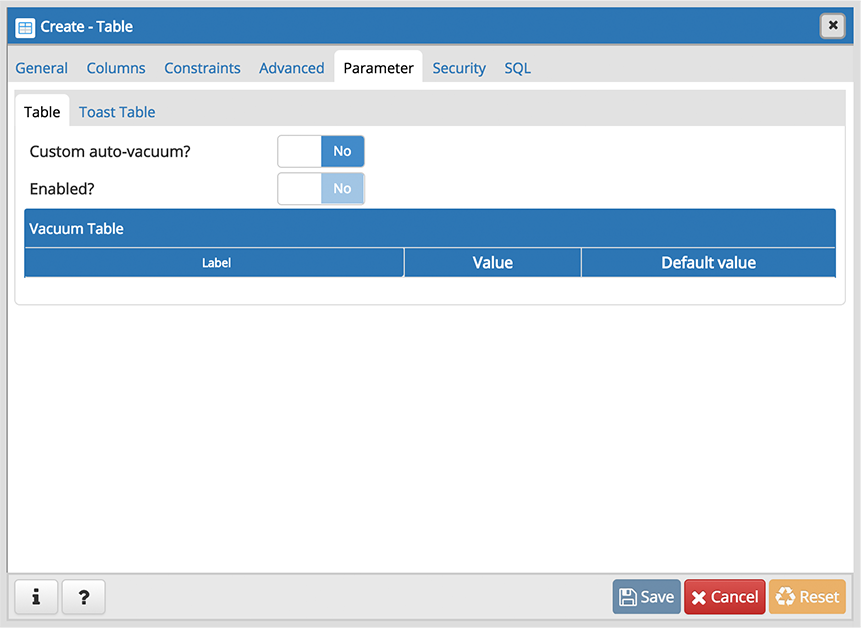 Create - Table
General Columns Constraints Advanced Parameter Security SQL
Table Toast Table
Custom auto-vacuum? No
Enabled? No
Vacuum Table
Label Value Default value
i ? Save Cancel Reset